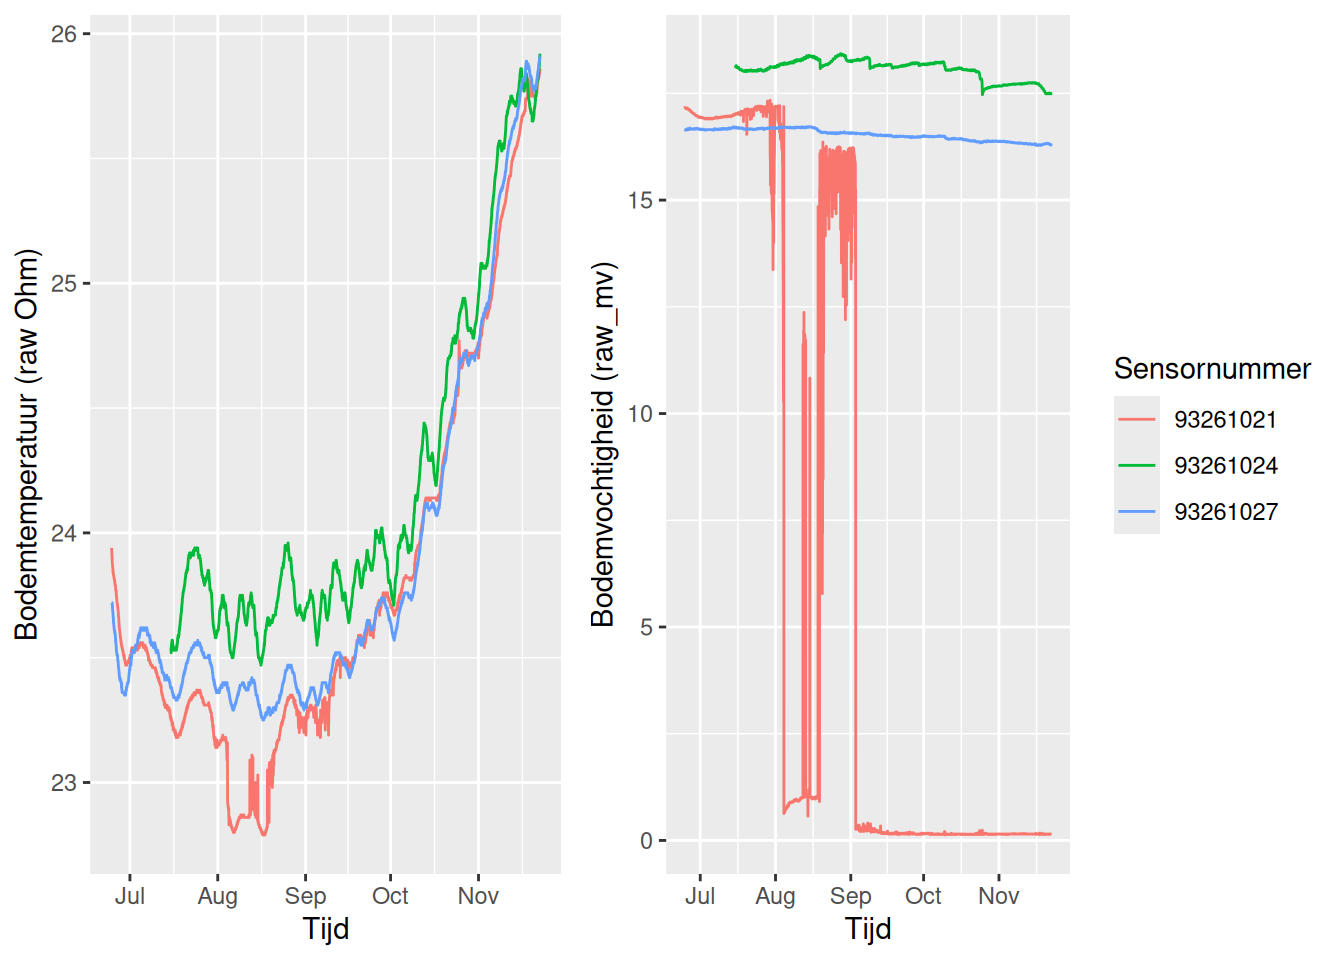 Bodemtemperatuur (raw Ohm)
26
25
24
23
Jul Aug Sep Oct Nov
Tijd
Bodemvochtigheid (raw_mv)
15
10
5
0
Jul Aug Sep Oct Nov
Tijd
Sensornummer
93261021
93261024
93261027